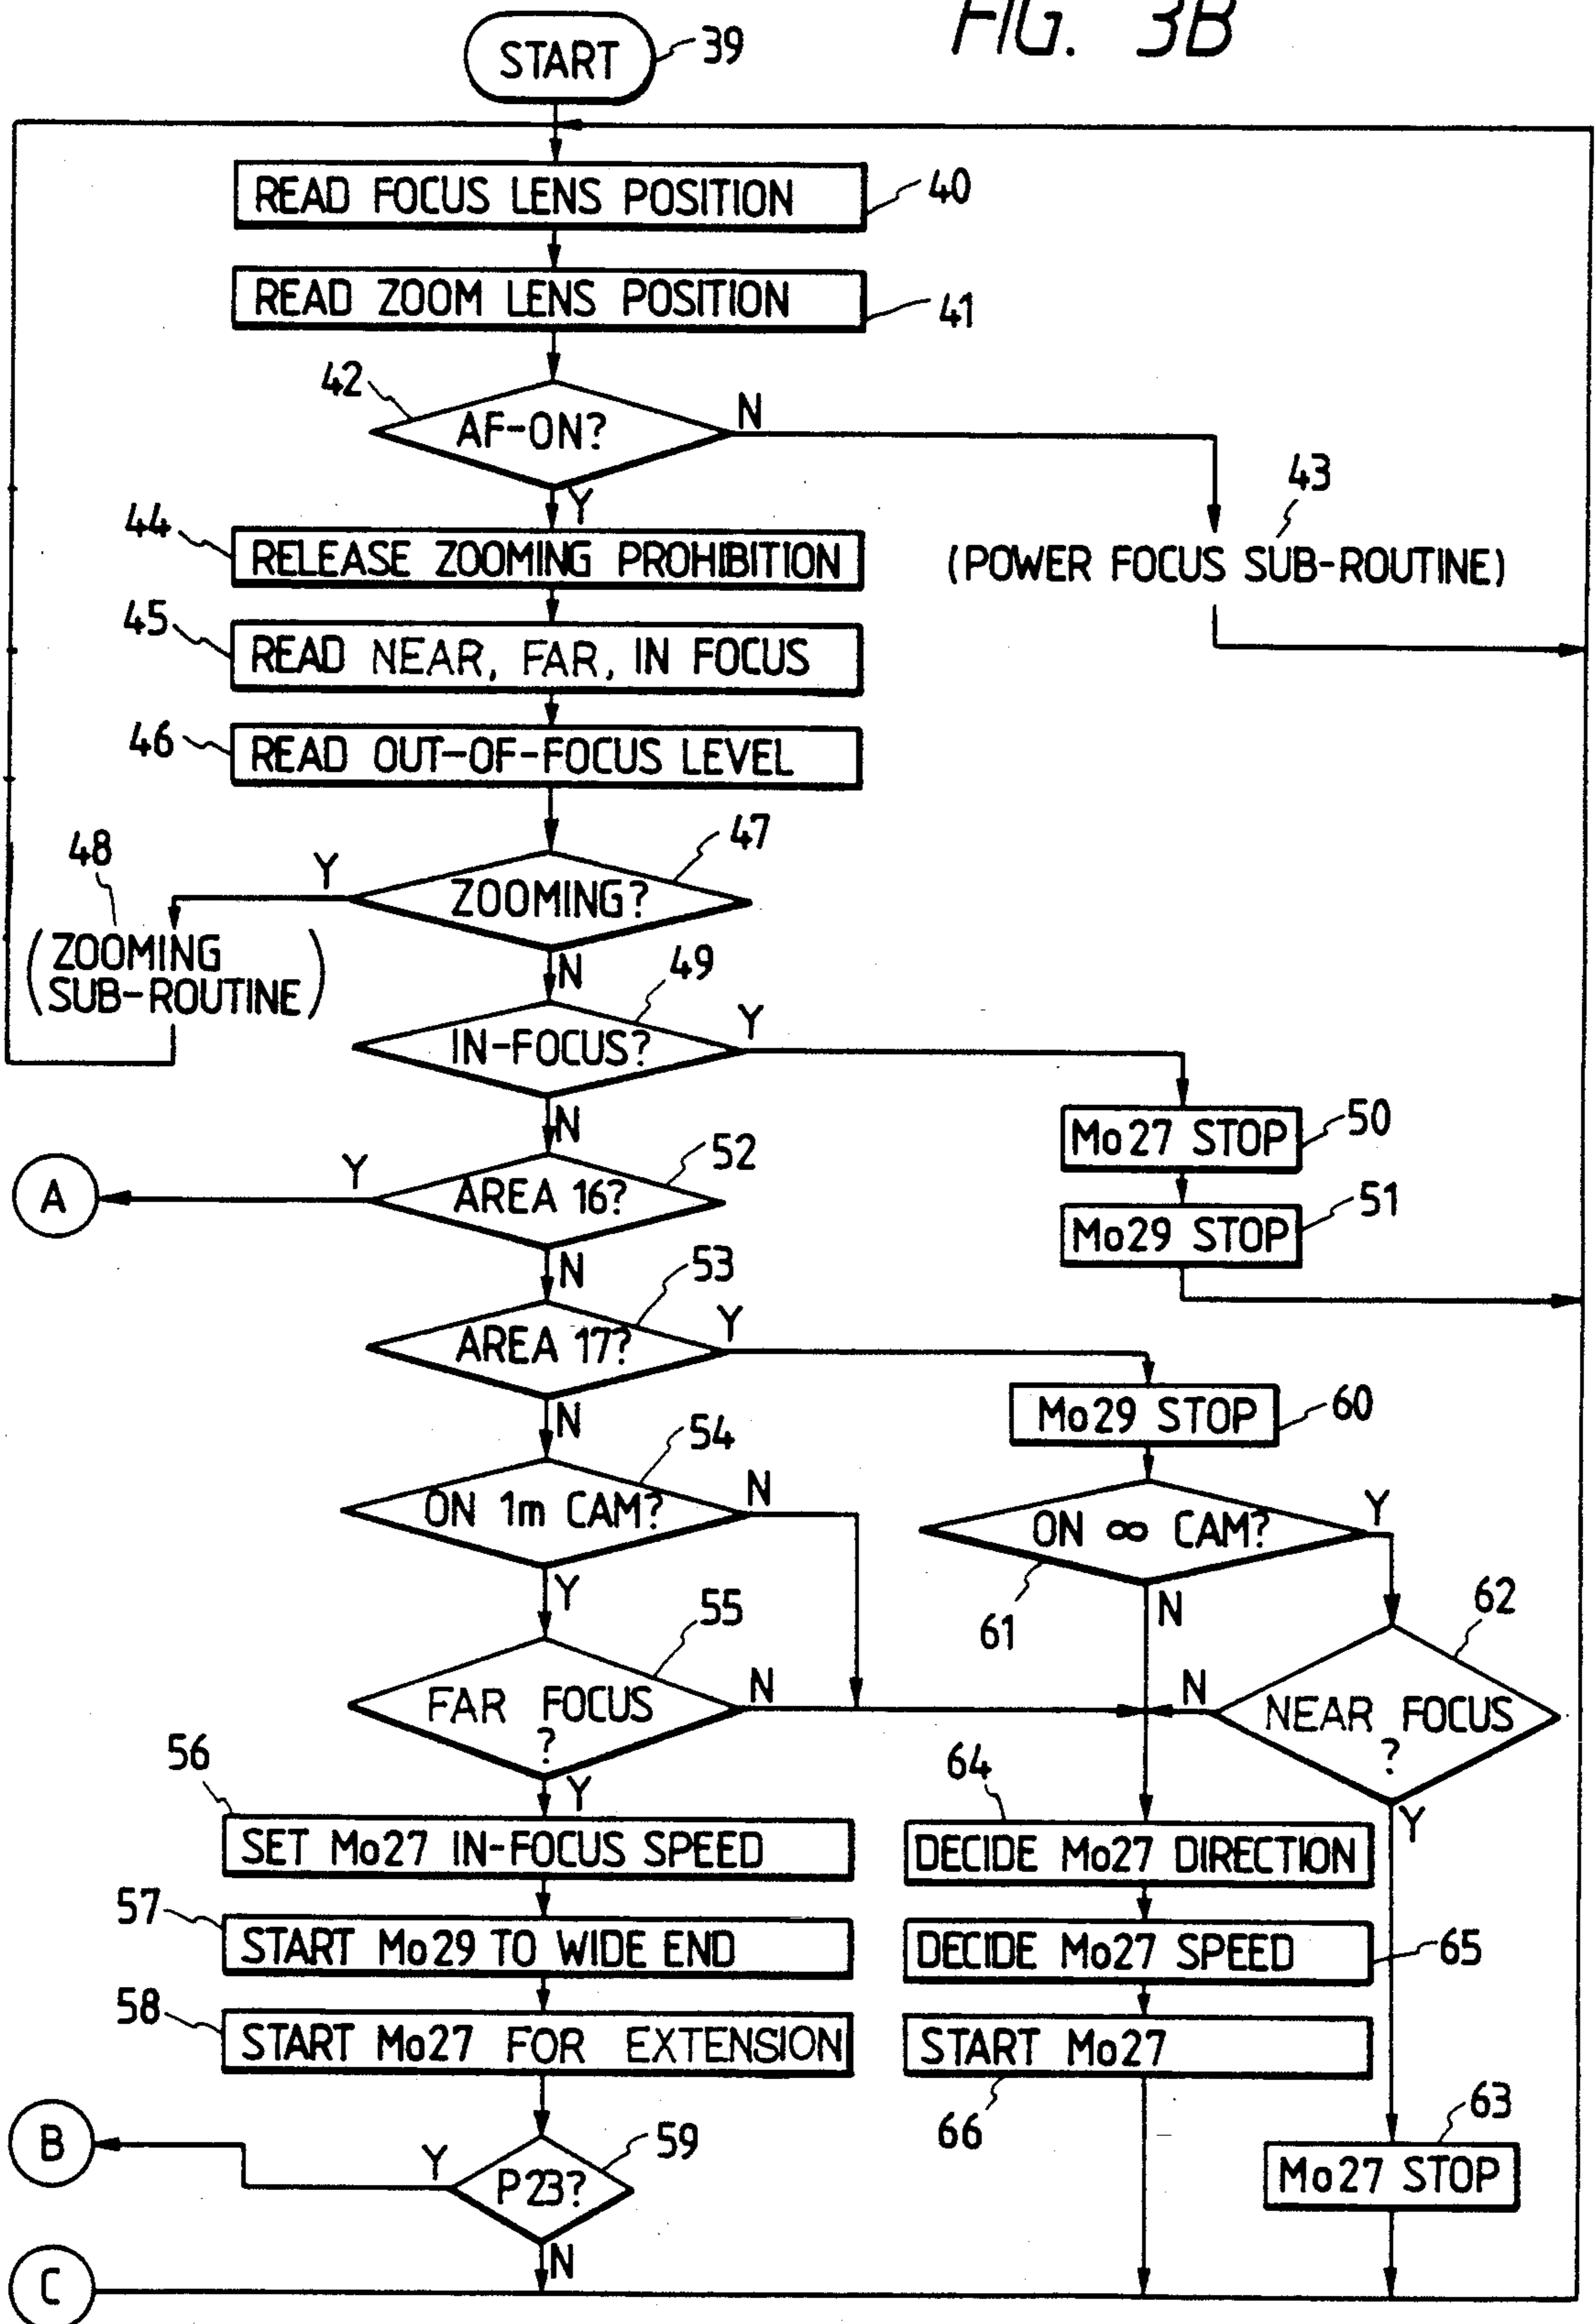 FIG. 3B
START
39
READ FOCUS LENS POSITION
40
READ ZOOM LENS POSITION
41
42
AF-ON?
N
Y
43
(POWER FOCUS SUB-ROUTINE)
44
RELEASE ZOOMING PROHIBITION
45
READ NEAR, FAR, IN FOCUS
46
READ OUT-OF-FOCUS LEVEL
47
ZOOMING?
Y
N
48
(ZOOMING
SUB-ROUTINE)
49
IN-FOCUS?
Y
N
Mo27 STOP
50
Mo29 STOP
51
52
AREA 16?
Y
A
N
53
AREA 17?
Y
N
Mo29 STOP
60
54
ON 1m CAM?
N
Y
ON ∞ CAM?
Y
61
N
55
FAR FOCUS
?
N
Y
62
NEAR FOCUS
?
N
Y
56
SET Mo27 IN-FOCUS SPEED
57
START Mo29 TO WIDE END
58
START Mo27 FOR EXTENSION
64
DECIDE Mo27 DIRECTION
DECIDE Mo27 SPEED
65
START Mo27
66
63
Mo27 STOP
59
P23?
Y
B
N
C